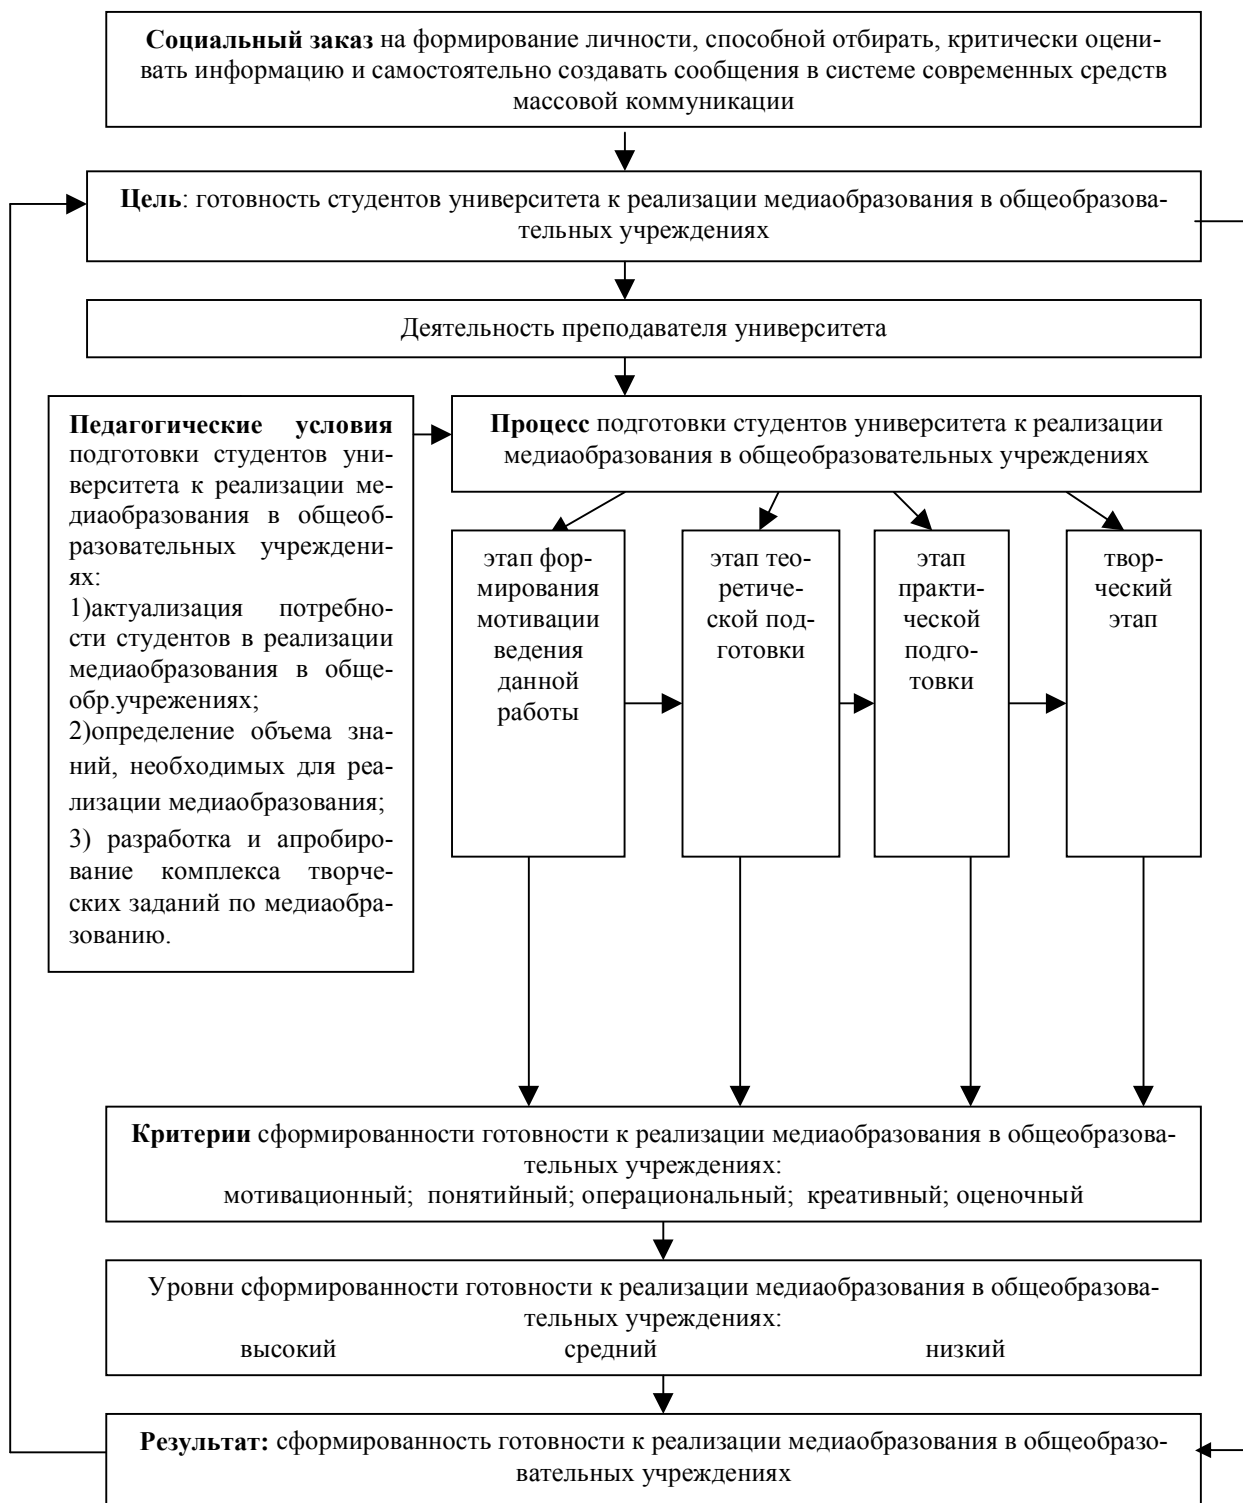 Социальный заказ на формирование личности, способной отбирать, критически оцени-
вать информацию и самостоятельно создавать сообщения в системе современных средств
массовой коммуникации
Цель: готовность студентов университета к реализации медиаобразования в общеобразова-
тельных учреждениях
Деятельность преподавателя университета
Педагогические условия
подготовки студентов уни-
верситета к реализации ме-
диаобразования в общеоб-
разовательных учреждени-
ях:
1)актуализация потребно-
сти студентов в реализации
медиаобразования в обще-
обр.учрежениях;
2)определение объема зна-
ний, необходимых для реа-
лизации медиаобразования;
3) разработка и апробиро-
вание комплекса творче-
ских заданий по медиаобра-
зованию.
Процесс подготовки студентов университета к реализации
медиаобразования в общеобразовательных учреждениях
этап фор-
мирования
мотивации
ведения
данной
работы
этап тео-
ретиче-
ской под-
готовки
этап
практи-
ческой
подго-
товки
твор-
ческий
этап
Критерии сформированности готовности к реализации медиаобразования в общеобразова-
тельных учреждениях:
мотивационный; понятийный; операциональный; креативный; оценочный
Уровни сформированности готовности к реализации медиаобразования в общеобразова-
тельных учреждениях:
высокий средний низкий
Результат: сформированность готовности к реализации медиаобразования в общеобразо-
вательных учреждениях